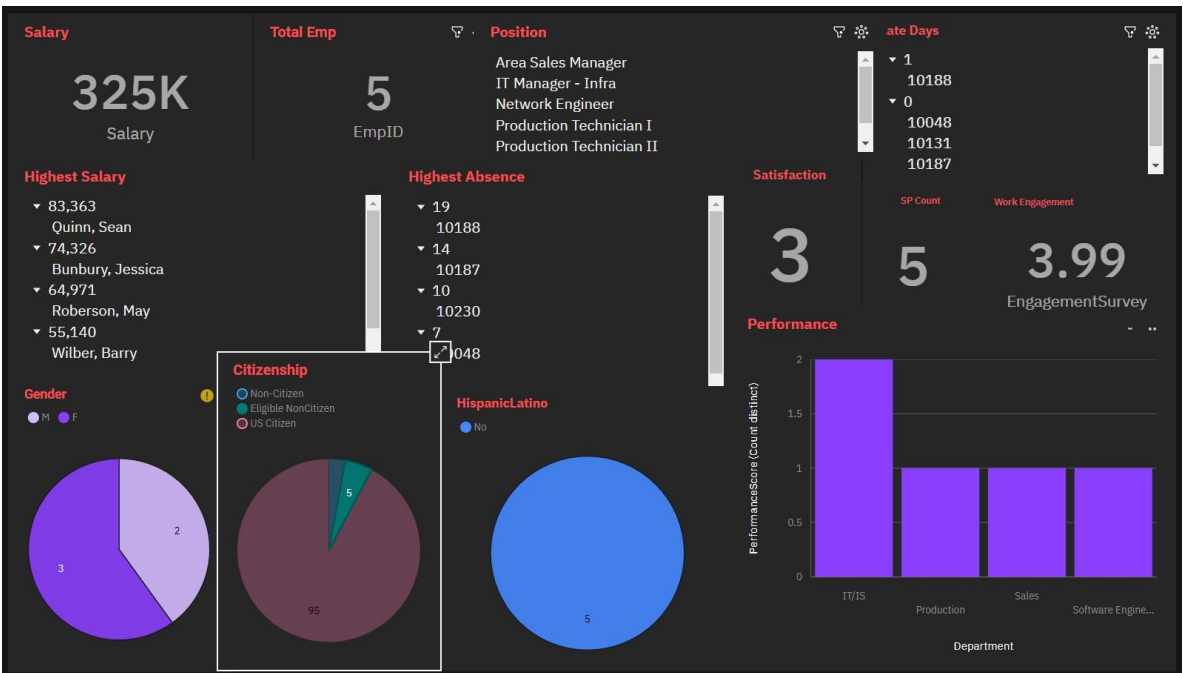 Salary
325K
Salary
Total Emp
5
EmpID
Position
Area Sales Manager
IT Manager - Infra
Network Engineer
Production Technician I
Production Technician II
ate Days
1
10188
0
10048
10131
10187
Highest Salary
83,363
Quinn, Sean
74,326
Bunbury, Jessica
64,971
Roberson, May
55,140
Wilber, Barry
Highest Absence
19
10188
14
10187
10
10230
7
0048
Satisfaction
3
SP Count
5
Work Engagement
3.99
EngagementSurvey
Gender
M F
2
3
Citizenship
Non-Citizen
Eligible NonCitizen
US Citizen
5
95
HispanicLatino
No
5
Performance
PerformanceScore (Count distinct)
2
1.5
1
0.5
0
IT/IS
Production
Sales
Software Engine...
Department